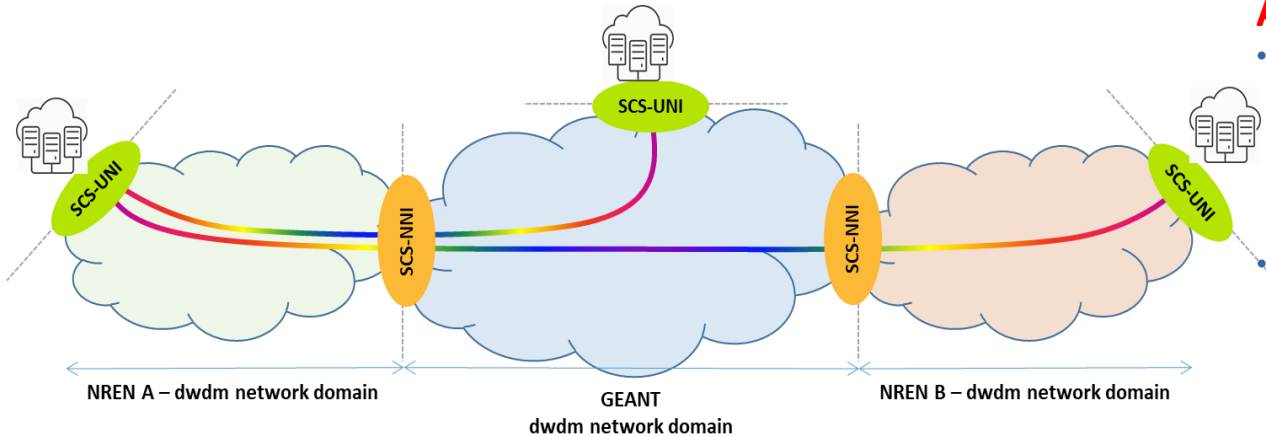 A
SCS-UNI
SCS-UNI
SCS-UNI
SCS-NNI
SCS-NNI
NREN A – dwdm network domain
GEANT
dwdm network domain
NREN B – dwdm network domain